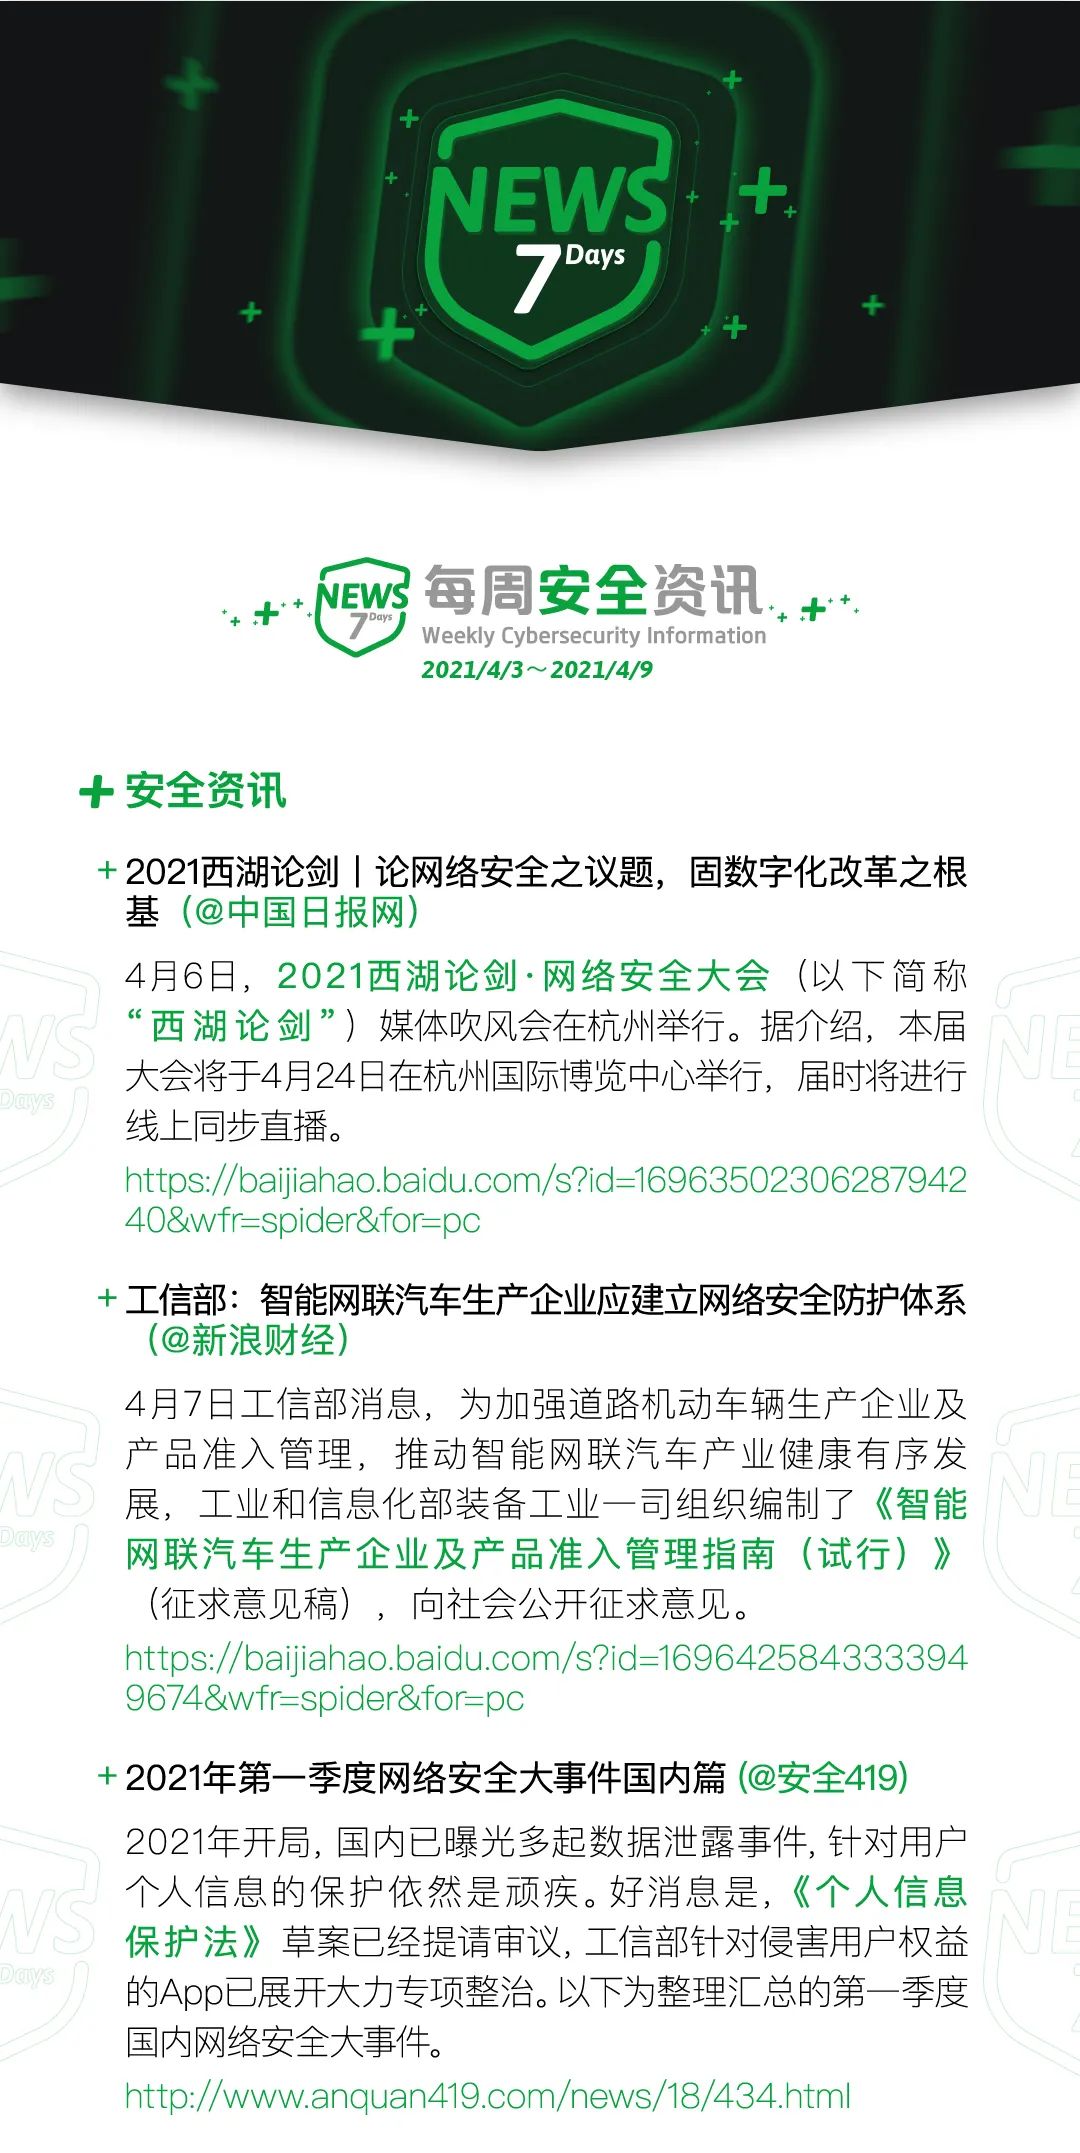 NEWS
7 Days
NEWS
7 Days
每周安全资讯
Weekly Cybersecurity Information
2021/4/3～2021/4/9
安全资讯
2021西湖论剑丨论网络安全之议题，固数字化改革之根
基（@中国日报网）
4月6日，2021西湖论剑·网络安全大会（以下简称
“西湖论剑”）媒体吹风会在杭州举行。据介绍，本届
大会将于4月24日在杭州国际博览中心举行，届时将进行
线上同步直播。
https://baijiahao.baidu.com/s?id=16963502306287942
40&wfr=spider&for=pc
工信部：智能网联汽车生产企业应建立网络安全防护体系
（@新浪财经）
4月7日工信部消息，为加强道路机动车辆生产企业及
产品准入管理，推动智能网联汽车产业健康有序发
展，工业和信息化部装备工业一司组织编制了《智能
网联汽车生产企业及产品准入管理指南（试行）》
（征求意见稿），向社会公开征求意见。
https://baijiahao.baidu.com/s?id=169642584333394
9674&wfr=spider&for=pc
2021年第一季度网络安全大事件国内篇 (@安全419)
2021年开局，国内已曝光多起数据泄露事件，针对用户
个人信息的保护依然是顽疾。好消息是，《个人信息
保护法》草案已经提请审议，工信部针对侵害用户权益
的App已展开大力专项整治。以下为整理汇总的第一季度
国内网络安全大事件。
http://www.anquan419.com/news/18/434.html